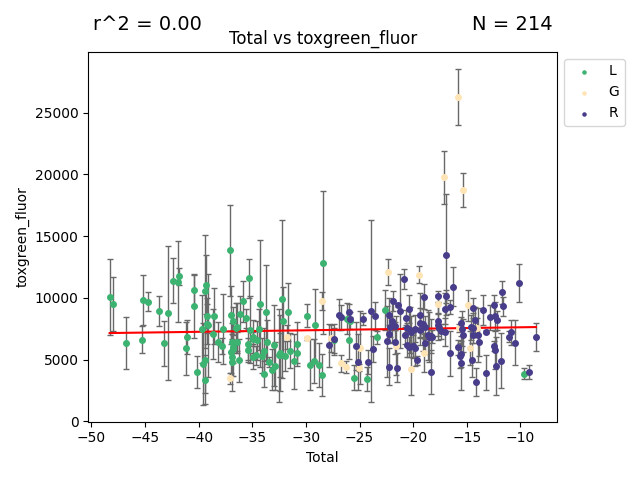 r^2 = 0.00
N = 214
Total vs toxgreen_fluor
L
G
R
toxgreen_fluor
25000
20000
15000
10000
5000
0
−50
−45
−40
−35
−30
−25
−20
−15
−10
Total